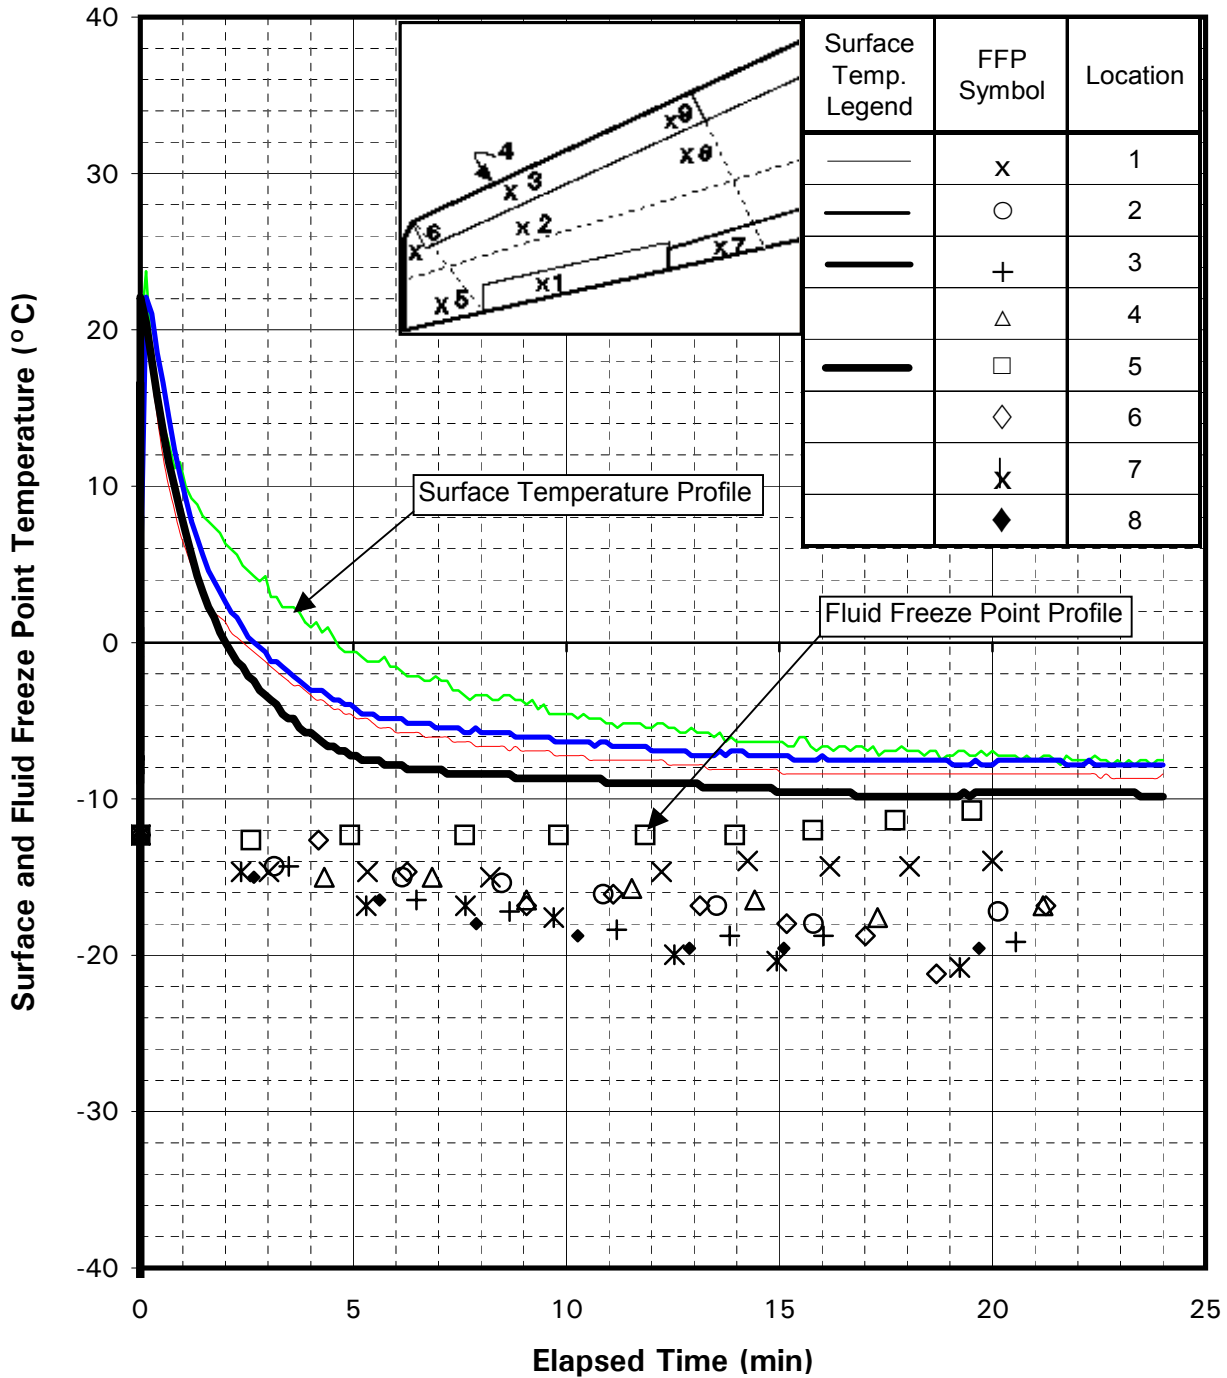 Surface and Fluid Freeze Point Temperature (°C)
40
30
20
10
0
-10
-20
-30
-40
4
x 9
x 8
x 3
6
x
x 2
x 7
x 5
x1
Surface
Temp.
Legend
FFP
Symbol
Location
1
2
3
4
5
6
7
8
Surface Temperature Profile
Fluid Freeze Point Profile
0
5
10
15
20
25
Elapsed Time (min)